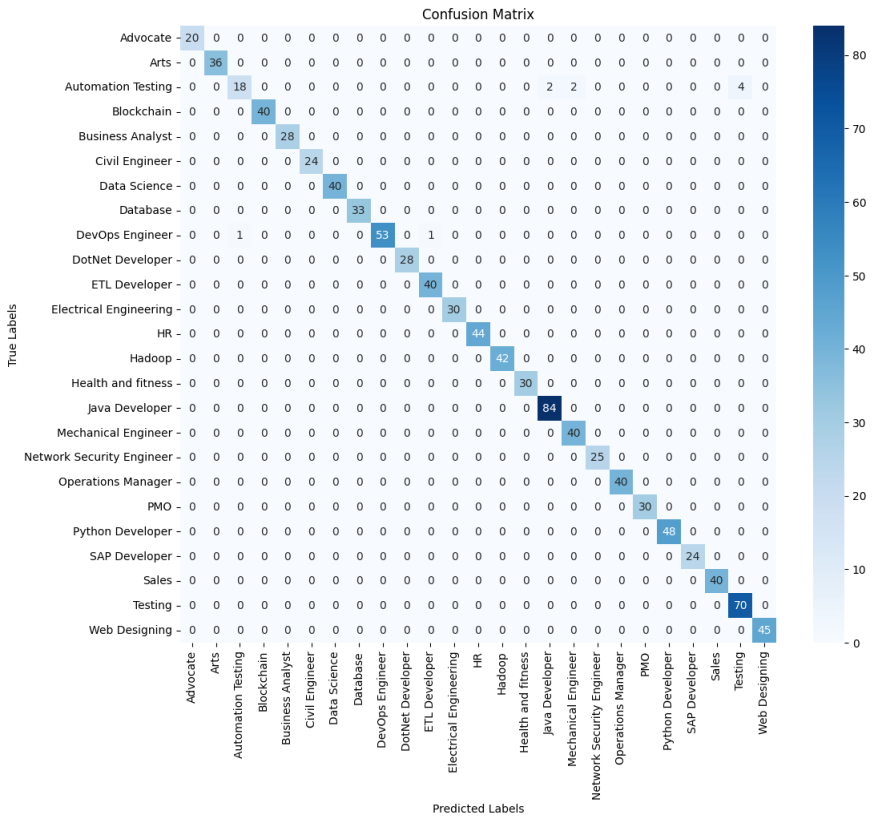 Confusion Matrix
Advocate 20 0 0 0 0 0 0 0 0 0 0 0 0 0 0 0 0 0 0 0 0 0 0 0 0
Arts 0 36 0 0 0 0 0 0 0 0 0 0 0 0 0 0 0 0 0 0 0 0 0 0 0
Automation Testing 0 0 18 0 0 0 0 0 0 0 0 0 0 0 0 2 2 0 0 0 0 0 0 4 0
Blockchain 0 0 0 40 0 0 0 0 0 0 0 0 0 0 0 0 0 0 0 0 0 0 0 0 0
Business Analyst 0 0 0 0 28 0 0 0 0 0 0 0 0 0 0 0 0 0 0 0 0 0 0 0 0
Civil Engineer 0 0 0 0 0 24 0 0 0 0 0 0 0 0 0 0 0 0 0 0 0 0 0 0 0
Data Science 0 0 0 0 0 0 40 0 0 0 0 0 0 0 0 0 0 0 0 0 0 0 0 0 0
Database 0 0 0 0 0 0 0 33 0 0 0 0 0 0 0 0 0 0 0 0 0 0 0 0 0
DevOps Engineer 0 0 1 0 0 0 0 0 53 0 1 0 0 0 0 0 0 0 0 0 0 0 0 0 0
DotNet Developer 0 0 0 0 0 0 0 0 0 28 0 0 0 0 0 0 0 0 0 0 0 0 0 0 0
ETL Developer 0 0 0 0 0 0 0 0 0 0 40 0 0 0 0 0 0 0 0 0 0 0 0 0 0
Electrical Engineering 0 0 0 0 0 0 0 0 0 0 0 30 0 0 0 0 0 0 0 0 0 0 0 0 0
HR 0 0 0 0 0 0 0 0 0 0 0 0 44 0 0 0 0 0 0 0 0 0 0 0 0
Hadoop 0 0 0 0 0 0 0 0 0 0 0 0 0 42 0 0 0 0 0 0 0 0 0 0 0
Health and fitness 0 0 0 0 0 0 0 0 0 0 0 0 0 0 30 0 0 0 0 0 0 0 0 0 0
Java Developer 0 0 0 0 0 0 0 0 0 0 0 0 0 0 0 84 0 0 0 0 0 0 0 0 0
Mechanical Engineer 0 0 0 0 0 0 0 0 0 0 0 0 0 0 0 0 40 0 0 0 0 0 0 0 0
Network Security Engineer 0 0 0 0 0 0 0 0 0 0 0 0 0 0 0 0 0 25 0 0 0 0 0 0 0
Operations Manager 0 0 0 0 0 0 0 0 0 0 0 0 0 0 0 0 0 0 40 0 0 0 0 0 0
PMO 0 0 0 0 0 0 0 0 0 0 0 0 0 0 0 0 0 0 0 30 0 0 0 0 0
Python Developer 0 0 0 0 0 0 0 0 0 0 0 0 0 0 0 0 0 0 0 0 48 0 0 0 0
SAP Developer 0 0 0 0 0 0 0 0 0 0 0 0 0 0 0 0 0 0 0 0 0 24 0 0 0
Sales 0 0 0 0 0 0 0 0 0 0 0 0 0 0 0 0 0 0 0 0 0 0 40 0 0
Testing 0 0 0 0 0 0 0 0 0 0 0 0 0 0 0 0 0 0 0 0 0 0 0 70 0
Web Designing 0 0 0 0 0 0 0 0 0 0 0 0 0 0 0 0 0 0 0 0 0 0 0 0 45
True Labels
Advocate
Arts
Automation Testing
Blockchain
Business Analyst
Civil Engineer
Data Science
Database
DevOps Engineer
DotNet Developer
ETL Developer
Electrical Engineering
HR
Hadoop
Health and fitness
Java Developer
Mechanical Engineer
Network Security Engineer
Operations Manager
PMO
Python Developer
SAP Developer
Sales
Testing
Web Designing
Predicted Labels
80
70
60
50
40
30
20
10
0